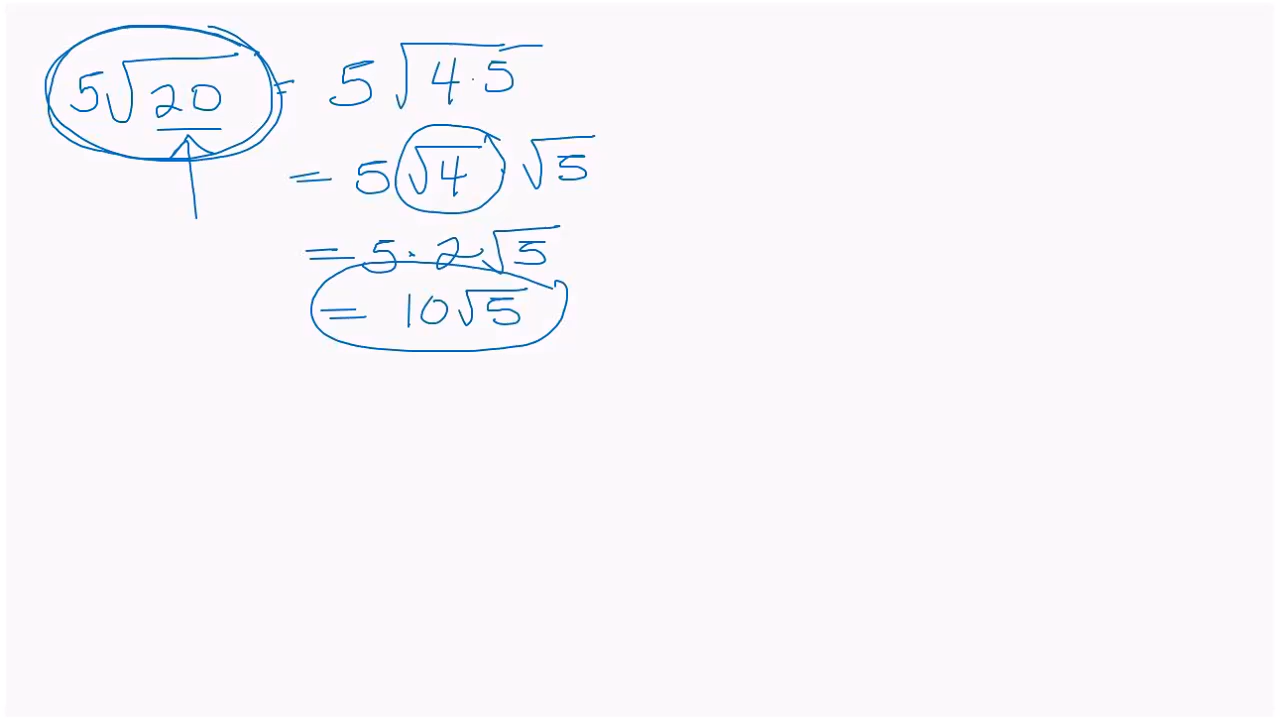 5√20 = 5√4·5
= 5√4 √5
= 5·2√5
= 10√5